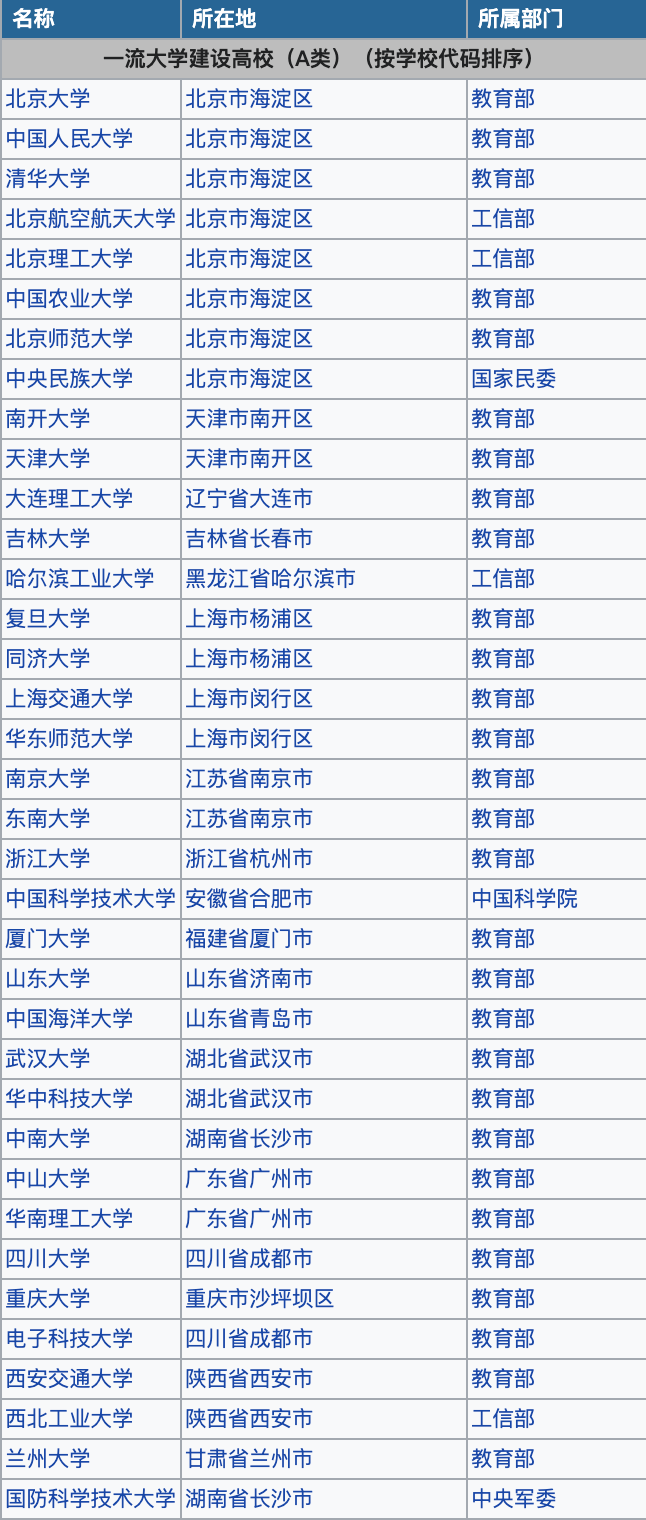 名称 所在地 所属部门
一流大学建设高校（A类）（按学校代码排序）
北京大学 北京市海淀区 教育部
中国人民大学 北京市海淀区 教育部
清华大学 北京市海淀区 教育部
北京航空航天大学 北京市海淀区 工信部
北京理工大学 北京市海淀区 工信部
中国农业大学 北京市海淀区 教育部
北京师范大学 北京市海淀区 教育部
中央民族大学 北京市海淀区 国家民委
南开大学 天津市南开区 教育部
天津大学 天津市南开区 教育部
大连理工大学 辽宁省大连市 教育部
吉林大学 吉林省长春市 教育部
哈尔滨工业大学 黑龙江省哈尔滨市 工信部
复旦大学 上海市杨浦区 教育部
同济大学 上海市杨浦区 教育部
上海交通大学 上海市闵行区 教育部
华东师范大学 上海市闵行区 教育部
南京大学 江苏省南京市 教育部
东南大学 江苏省南京市 教育部
浙江大学 浙江省杭州市 教育部
中国科学技术大学 安徽省合肥市 中国科学院
厦门大学 福建省厦门市 教育部
山东大学 山东省济南市 教育部
中国海洋大学 山东省青岛市 教育部
武汉大学 湖北省武汉市 教育部
华中科技大学 湖北省武汉市 教育部
中南大学 湖南省长沙市 教育部
中山大学 广东省广州市 教育部
华南理工大学 广东省广州市 教育部
四川大学 四川省成都市 教育部
重庆大学 重庆市沙坪坝区 教育部
电子科技大学 四川省成都市 教育部
西安交通大学 陕西省西安市 教育部
西北工业大学 陕西省西安市 工信部
兰州大学 甘肃省兰州市 教育部
国防科学技术大学 湖南省长沙市 中央军委